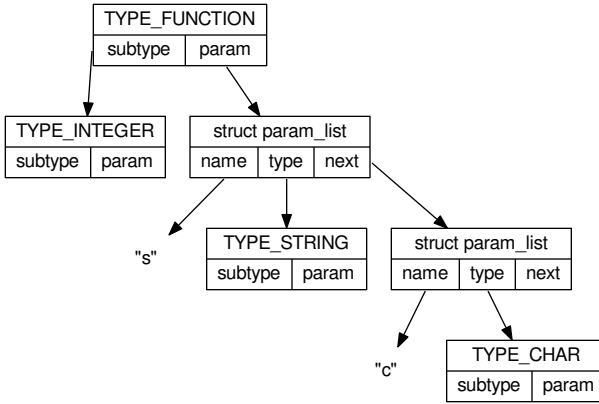 TYPE_FUNCTION
subtype param
TYPE_INTEGER
subtype param
struct param_list
name type next
"s"
TYPE_STRING
subtype param
struct param_list
name type next
"c"
TYPE_CHAR
subtype param